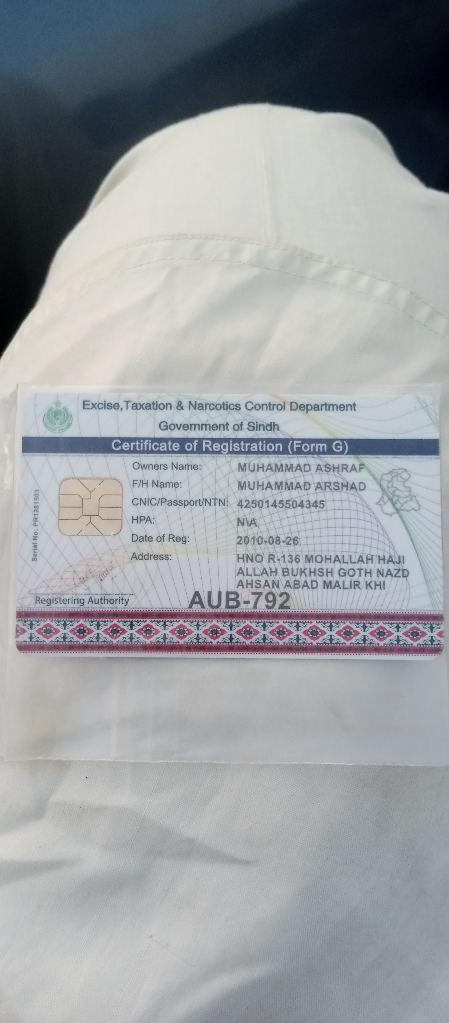 Excise,Taxation & Narcotics Control Department
Government of Sindh
Certificate of Registration (Form G)
Owners Name: MUHAMMAD ASHRAF
F/H Name: MUHAMMAD ARSHAD
CNIC/Passport/NTN: 4250145504345
HPA: N\A
Date of Reg: 2010-08-26
Address: HNO R-136 MOHALLAH HAJI
ALLAH BUKHSH GOTH NAZD
AHSAN ABAD MALIR KHI
Registering Authority AUB-792
Serial No: